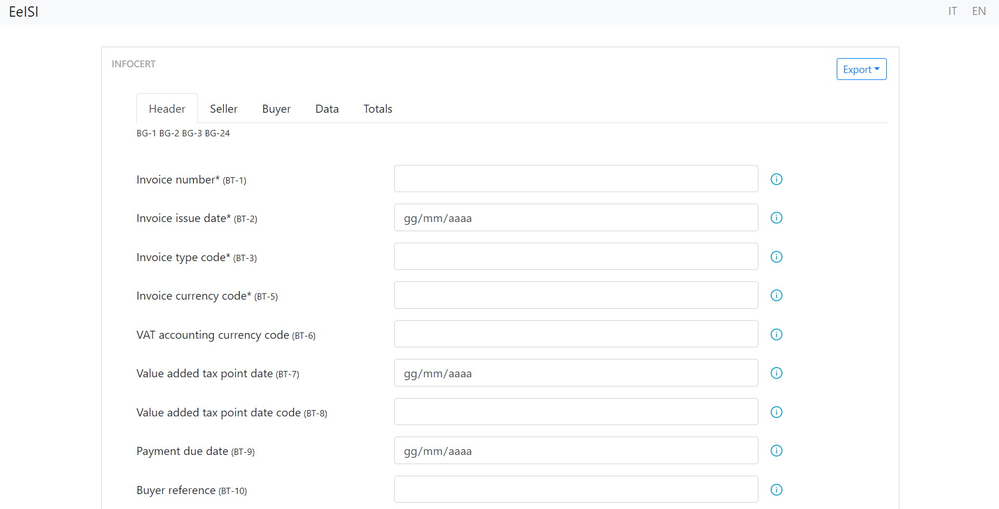 EeISI
IT EN
INFOCERT
Export
Header Seller Buyer Data Totals
BG-1 BG-2 BG-3 BG-24
Invoice number* (BT-1)
Invoice issue date* (BT-2) gg/mm/aaaa
Invoice type code* (BT-3)
Invoice currency code* (BT-5)
VAT accounting currency code (BT-6)
Value added tax point date (BT-7) gg/mm/aaaa
Value added tax point date code (BT-8)
Payment due date (BT-9) gg/mm/aaaa
Buyer reference (BT-10)